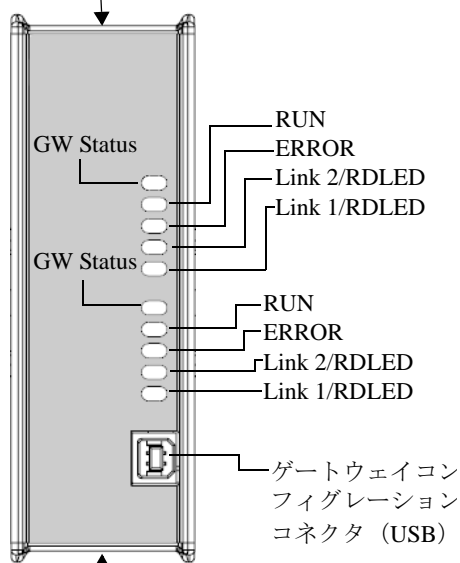 RUN
GW Status
ERROR
Link 2/RDLED
Link 1/RDLED
GW Status
RUN
ERROR
Link 2/RDLED
Link 1/RDLED
ゲートウェイコン
フィグレーション
コネクタ（USB）